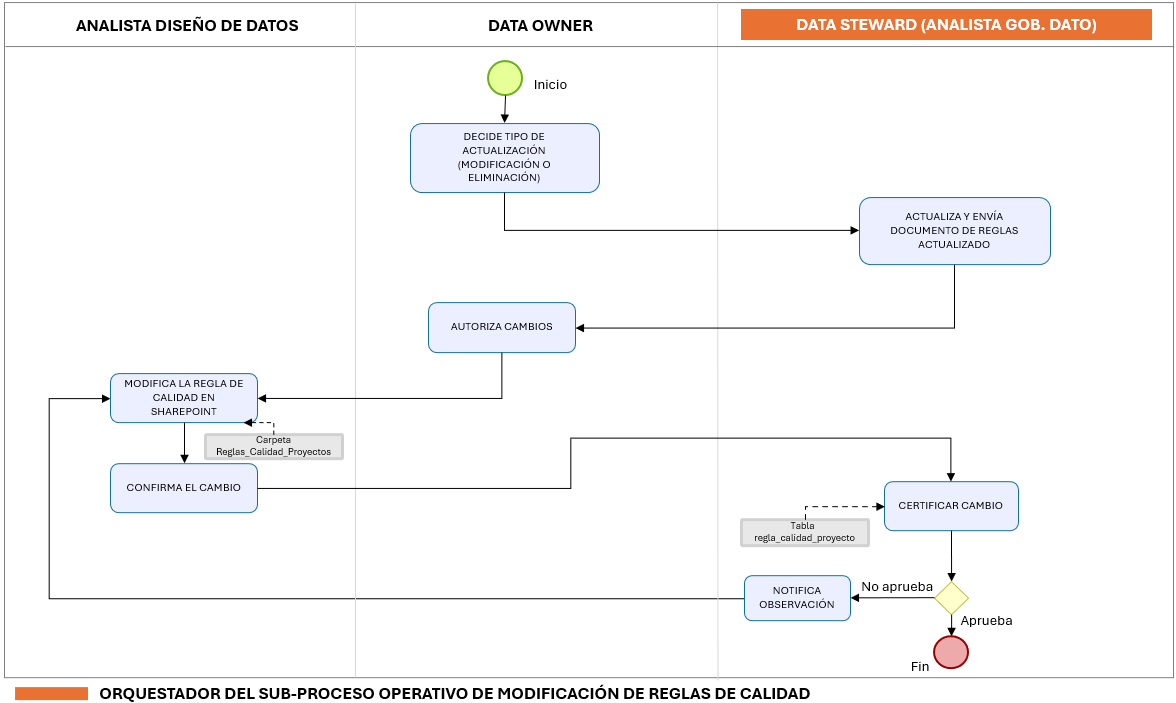 ANALISTA DISEÑO DE DATOS
DATA OWNER
DATA STEWARD (ANALISTA GOB. DATO)
Inicio
DECIDE TIPO DE
ACTUALIZACIÓN
(MODIFICACIÓN O
ELIMINACIÓN)
ACTUALIZA Y ENVÍA
DOCUMENTO DE REGLAS
ACTUALIZADO
AUTORIZA CAMBIOS
MODIFICA LA REGLA DE
CALIDAD EN
SHAREPOINT
Carpeta
Reglas_Calidad_Proyectos
CONFIRMA EL CAMBIO
CERTIFICAR CAMBIO
Tabla
regla_calidad_proyecto
NOTIFICA
OBSERVACIÓN
No aprueba
Aprueba
Fin
ORQUESTADOR DEL SUB-PROCESO OPERATIVO DE MODIFICACIÓN DE REGLAS DE CALIDAD